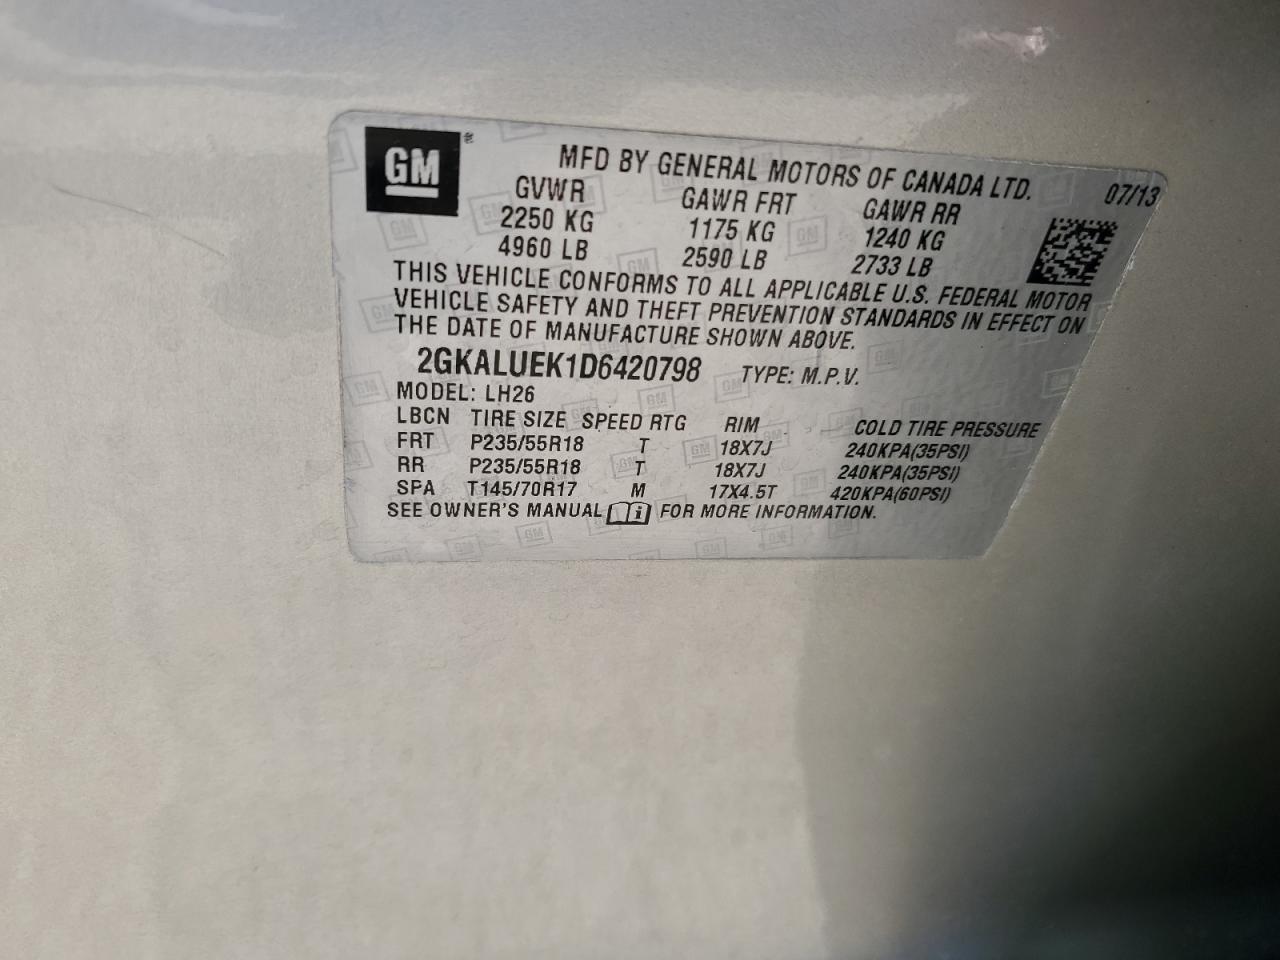 GM ®
MFD BY GENERAL MOTORS OF CANADA LTD. 07/13
GVWR GAWR FRT GAWR RR
2250 KG 1175 KG 1240 KG
4960 LB 2590 LB 2733 LB
THIS VEHICLE CONFORMS TO ALL APPLICABLE U.S. FEDERAL MOTOR
VEHICLE SAFETY AND THEFT PREVENTION STANDARDS IN EFFECT ON
THE DATE OF MANUFACTURE SHOWN ABOVE.
2GKALUEK1D6420798 TYPE: M.P.V.
MODEL: LH26
LBCN TIRE SIZE SPEED RTG RIM COLD TIRE PRESSURE
FRT P235/55R18 T 18X7J 240KPA(35PSI)
RR P235/55R18 T 18X7J 240KPA(35PSI)
SPA T145/70R17 M 17X4.5T 420KPA(60PSI)
SEE OWNER'S MANUAL i FOR MORE INFORMATION.